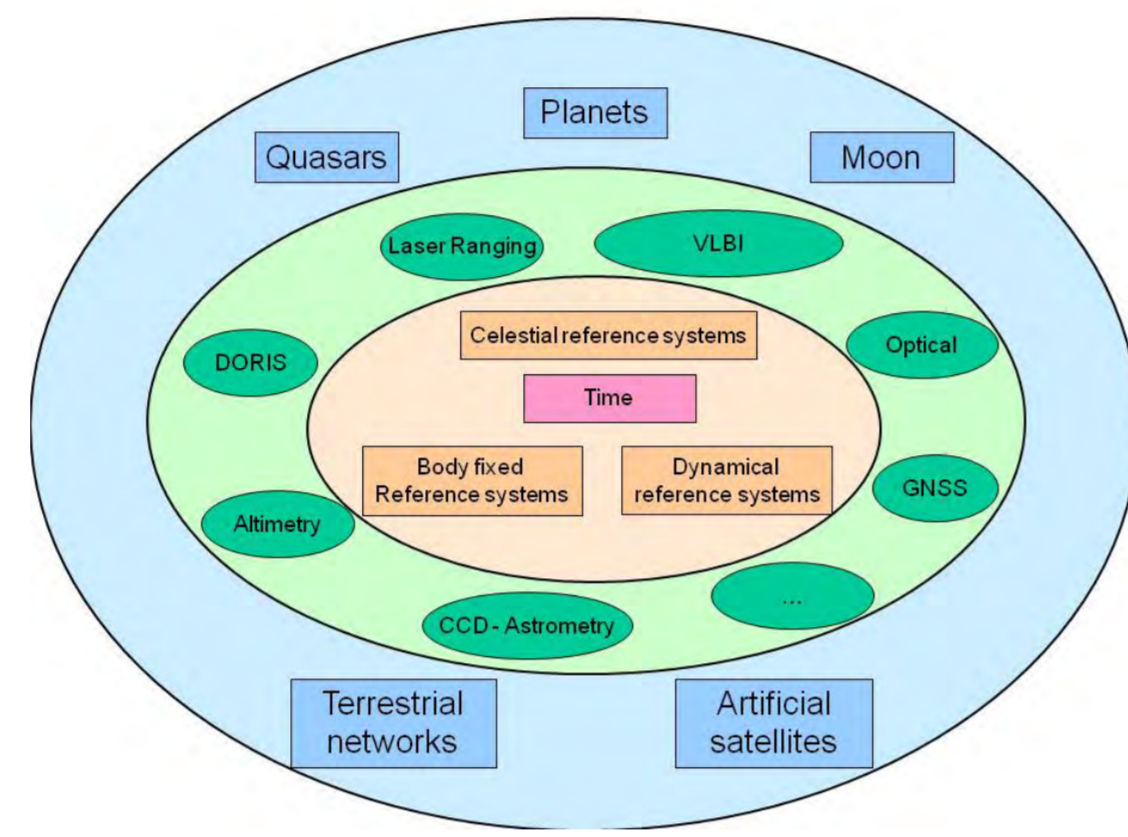 Planets
Quasars
Moon
Laser Ranging
VLBI
Celestial reference systems
DORIS
Optical
Time
Body fixed
Reference systems
Dynamical
reference systems
GNSS
Altimetry
...
CCD - Astrometry
Terrestrial
networks
Artificial
satellites